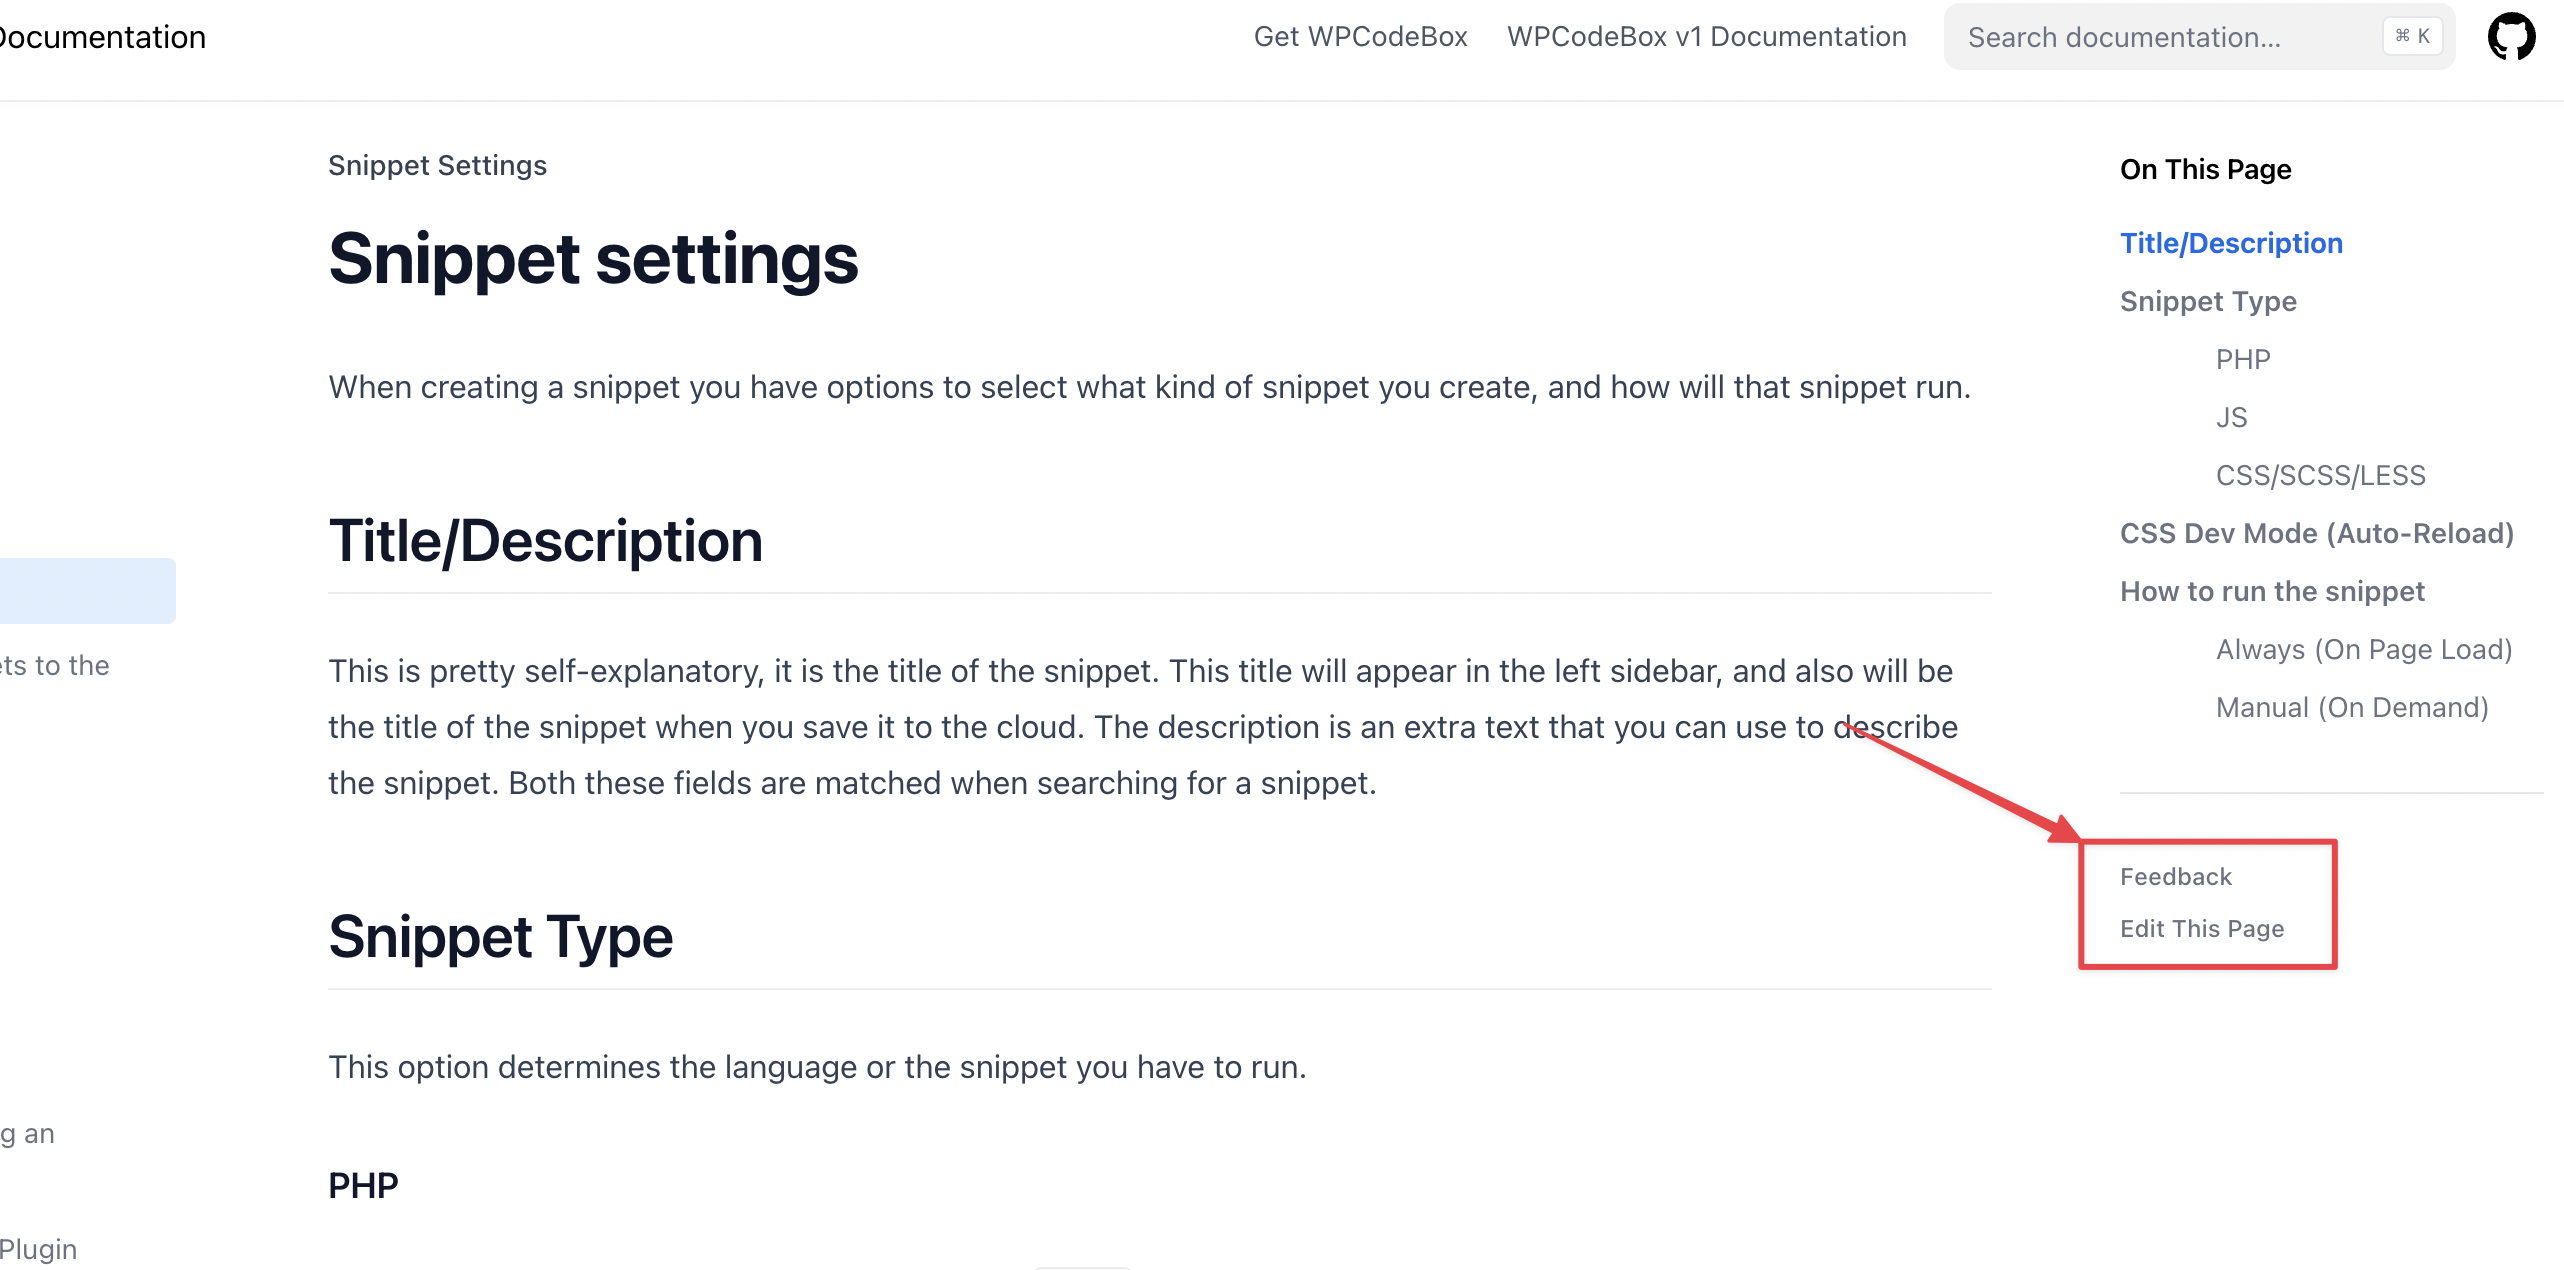 Documentation
Get WPCodeBox
WPCodeBox v1 Documentation
Search documentation...
⌘ K
ets to the
g an
Plugin
Snippet Settings
Snippet settings
When creating a snippet you have options to select what kind of snippet you create, and how will that snippet run.
Title/Description
This is pretty self-explanatory, it is the title of the snippet. This title will appear in the left sidebar, and also will be
the title of the snippet when you save it to the cloud. The description is an extra text that you can use to describe
the snippet. Both these fields are matched when searching for a snippet.
Snippet Type
This option determines the language or the snippet you have to run.
PHP
On This Page
Title/Description
Snippet Type
PHP
JS
CSS/SCSS/LESS
CSS Dev Mode (Auto-Reload)
How to run the snippet
Always (On Page Load)
Manual (On Demand)
Feedback
Edit This Page